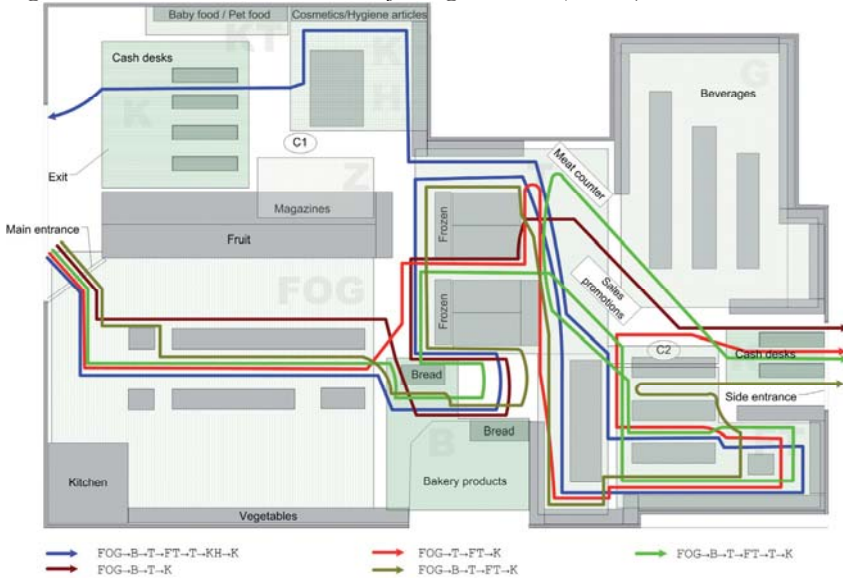 Baby food / Pet food
Cosmetics/Hygiene articles
KT
Cash desks
K
K
H
G
Beverages
C1
T
Meat counter
Exit
Z
Magazines
Main entrance
Fruit
Frozen
FOG
Sales promotions
Frozen
C2
Cash desks
Bread
Side entrance
B
Bread
FT
Kitchen
Bakery products
Vegetables
FOG→B→T→FT→T→KH→K
FOG→T→FT→K
FOG→B→T→FT→T→K
FOG→B→T→K
FOG→B→T→FT→K